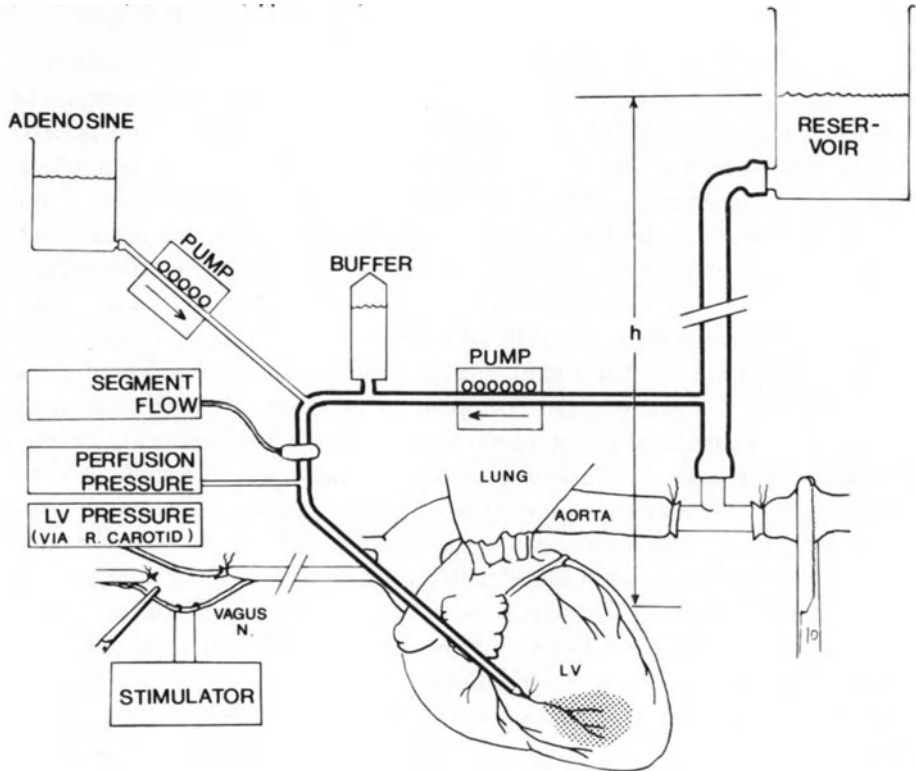 ADENOSINE
PUMP
BUFFER
RESER-
VOIR
h
PUMP
SEGMENT
FLOW
PERFUSION
PRESSURE
LV PRESSURE
(VIA R. CAROTID)
LUNG
AORTA
VAGUS
N.
STIMULATOR
LV
10